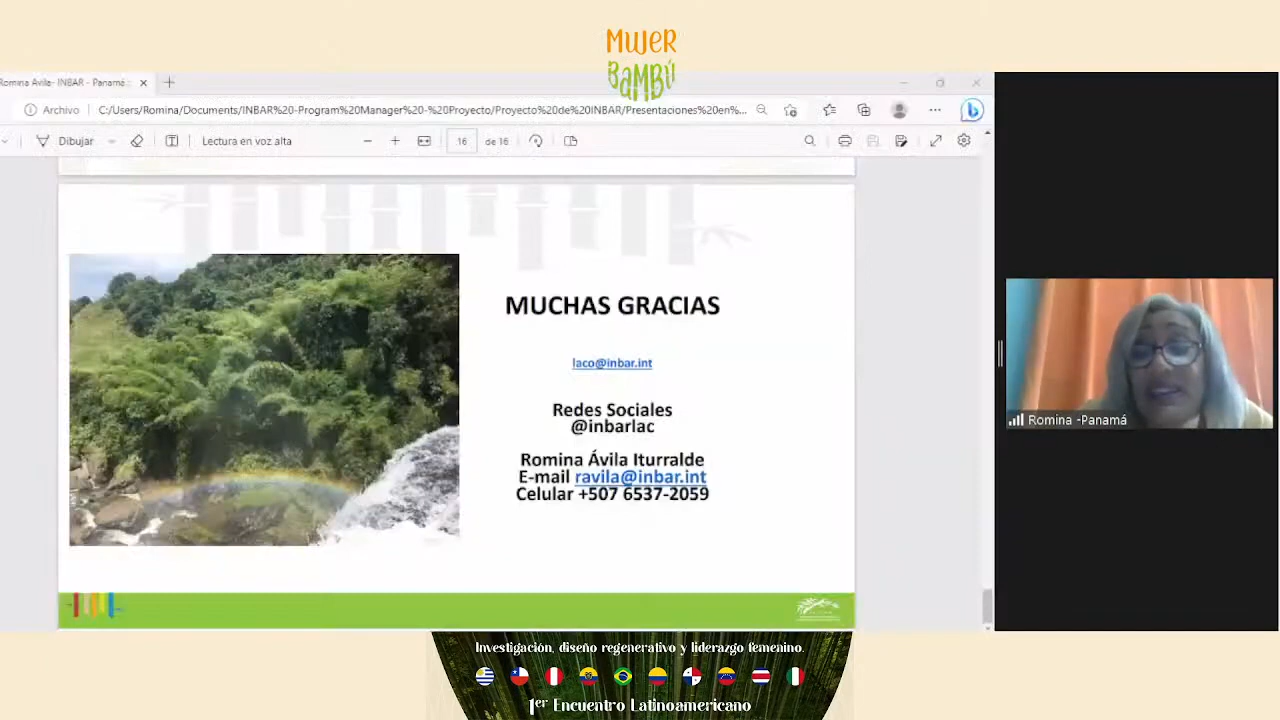 MUJER
BAMBÚ
Romina Avila- INBAR - Panamá
Archivo
C:/Users/Romina/Documents/INBAR%20-Program%20Manager%20-%20Proyecto/Proyecto%20de%20INBAR/Presentaciones%20en%...
Dibujar
Lectura en voz alta
16
de 16
MUCHAS GRACIAS
laco@inbar.int
Redes Sociales
@inbarlac
Romina Ávila Iturralde
E-mail ravila@inbar.int
Celular +507 6537-2059
Romina -Panamá
Investigación, diseño regenerativo y liderazgo femenino.
1er Encuentro Latinoamericano